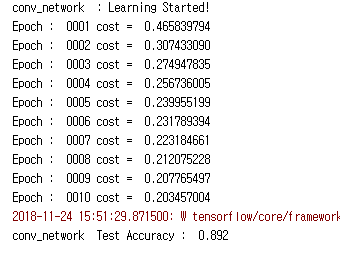 conv_network  : Learning Started!
Epoch :  0001 cost =  0.465839794
Epoch :  0002 cost =  0.307433090
Epoch :  0003 cost =  0.274947835
Epoch :  0004 cost =  0.256736005
Epoch :  0005 cost =  0.239955199
Epoch :  0006 cost =  0.231789394
Epoch :  0007 cost =  0.223184661
Epoch :  0008 cost =  0.212075228
Epoch :  0009 cost =  0.207765497
Epoch :  0010 cost =  0.203457004
2018-11-24 15:51:29.871500: W tensorflow/core/framework
conv_network  Test Accuracy :  0.892